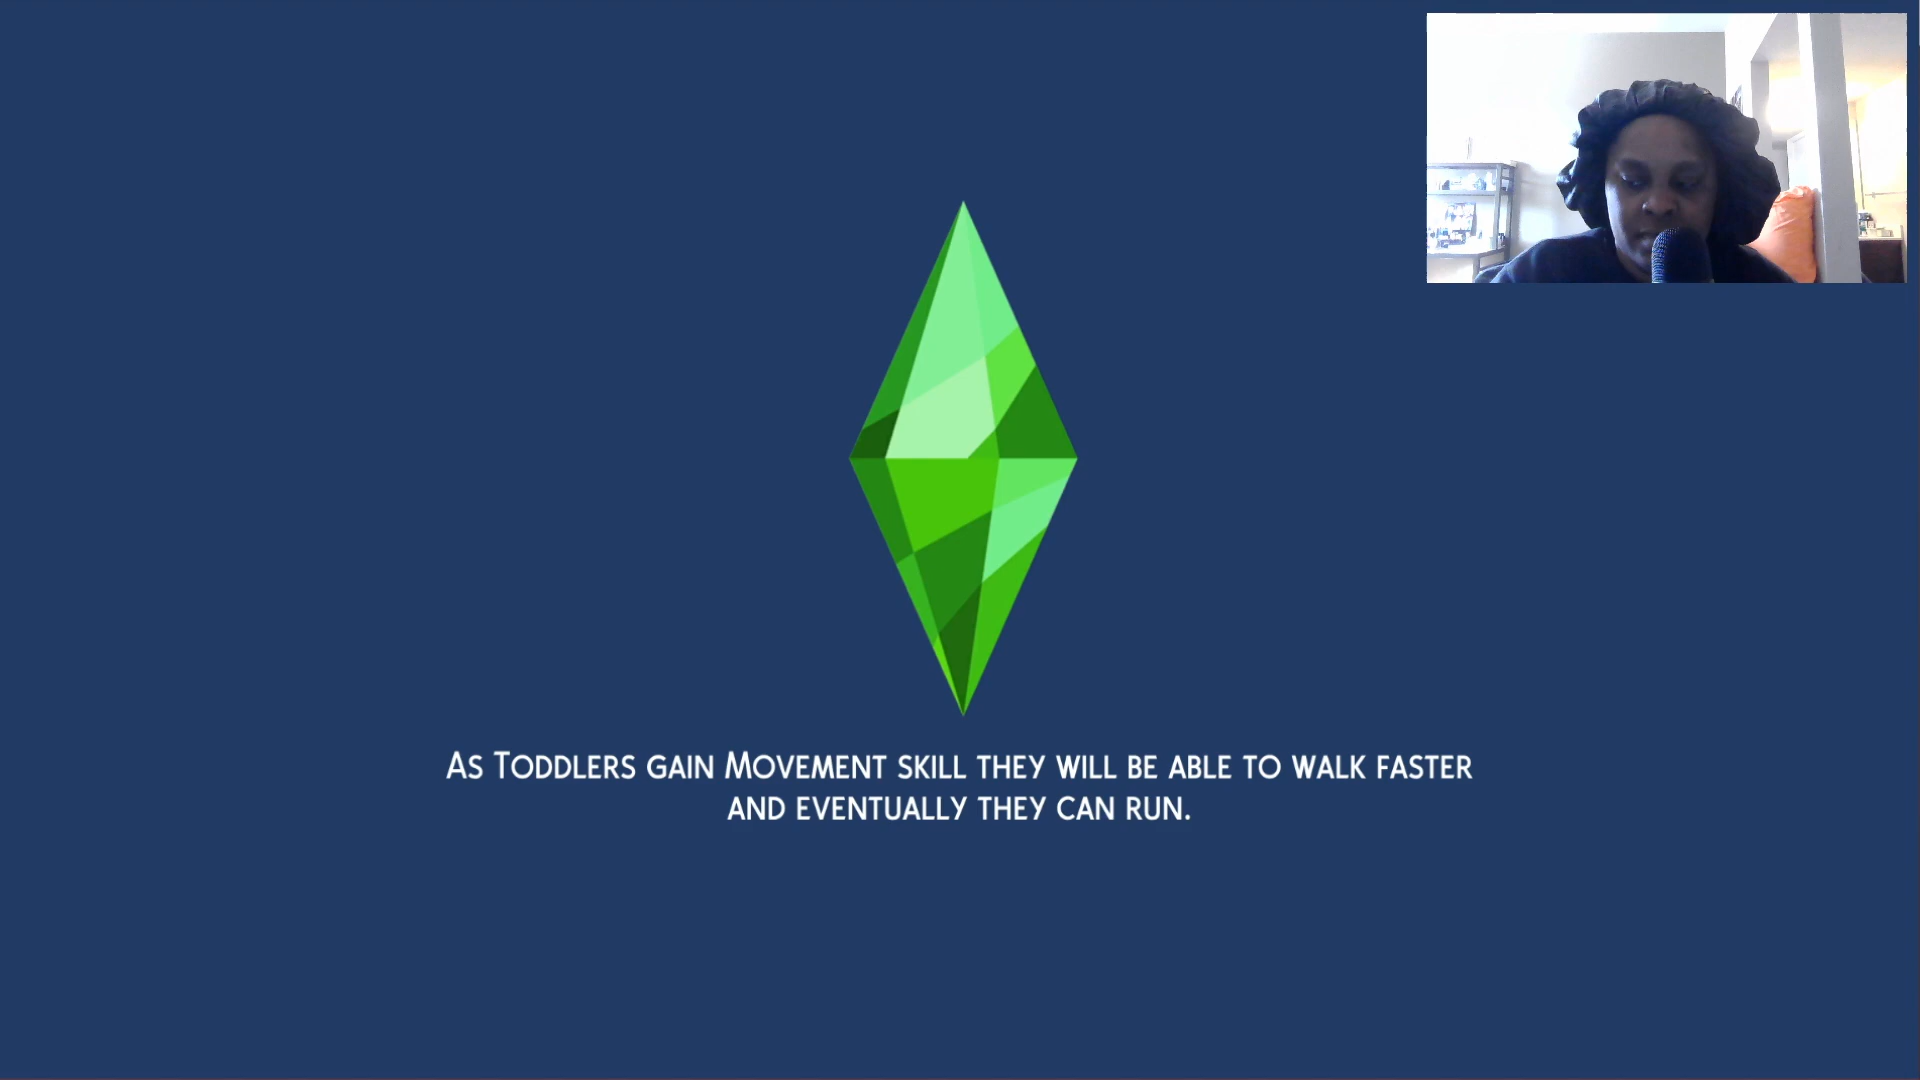 As Toddlers gain Movement skill they will be able to walk faster
and eventually they can run.